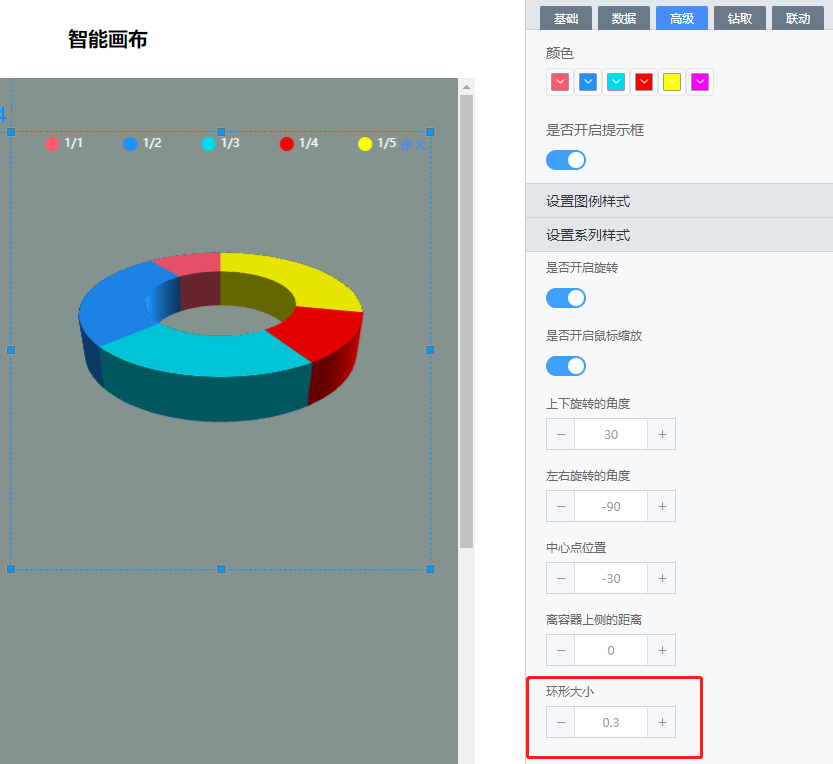 智能画布
4
1/1 1/2 1/3 1/4 1/5
基础 数据 高级 钻取 联动
颜色
是否开启提示框
设置图例样式
设置系列样式
是否开启旋转
是否开启鼠标缩放
上下旋转的角度
− 30 +
左右旋转的角度
− -90 +
中心点位置
− -30 +
离容器上侧的距离
− 0 +
环形大小
− 0.3 +